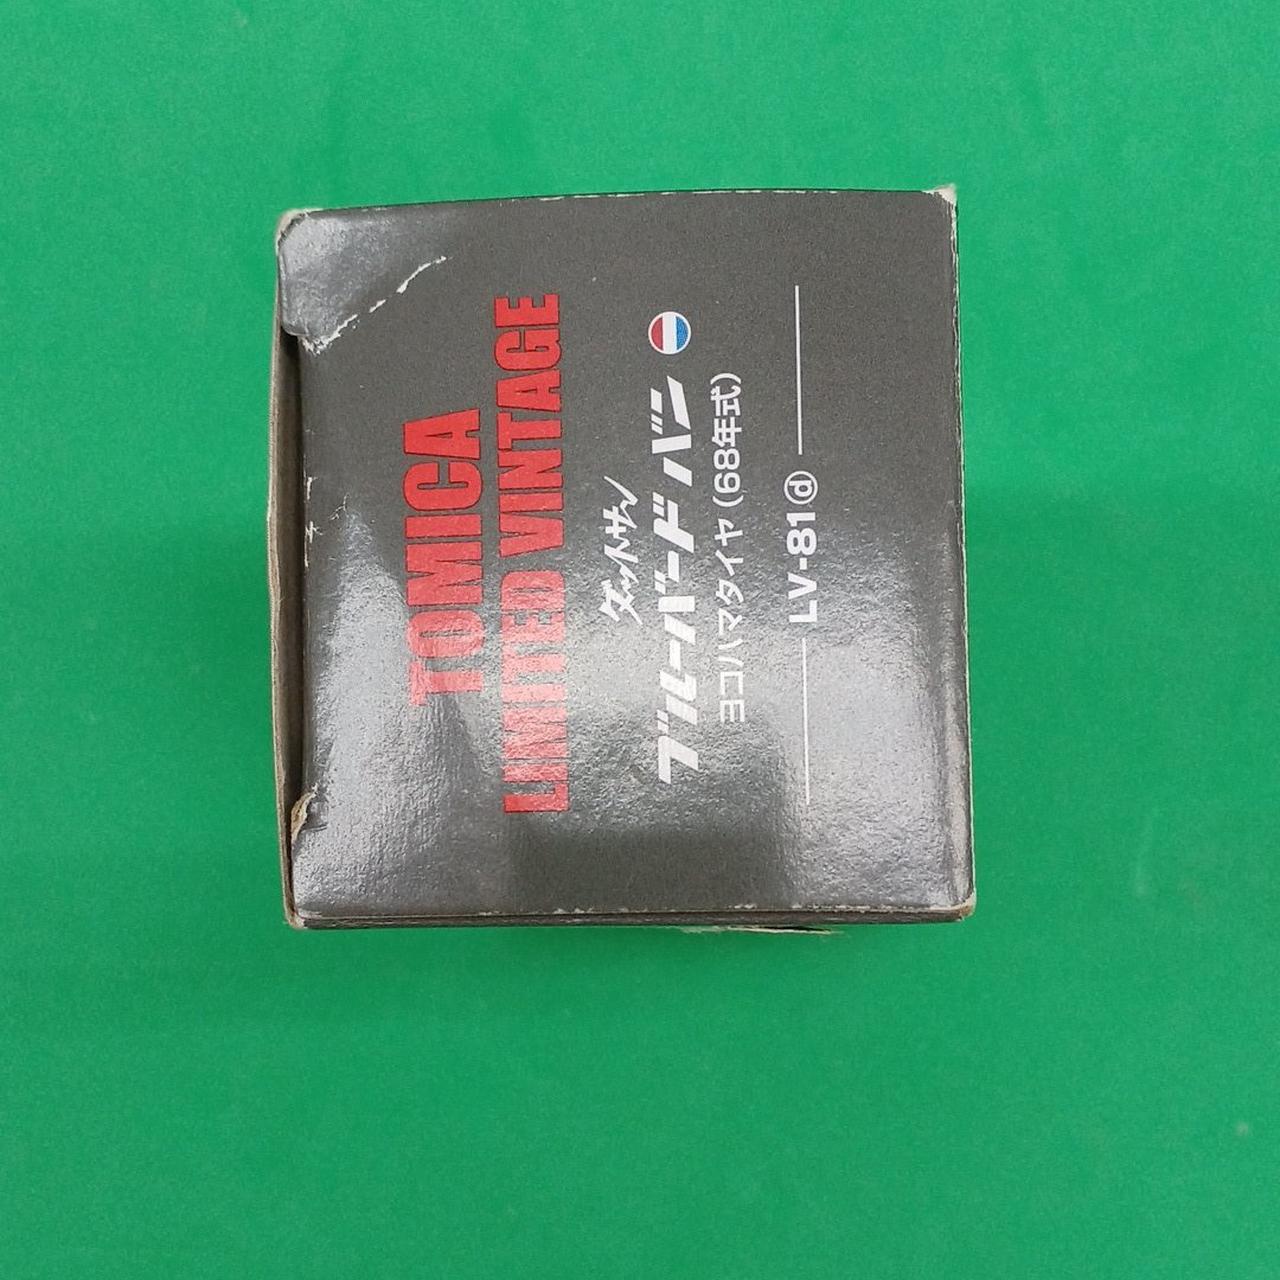 TOMICA
LIMITED VINTAGE
ダットサン
ブルーバード バン
ヨコハマタイヤ(68年式)
LV-81ⓓ